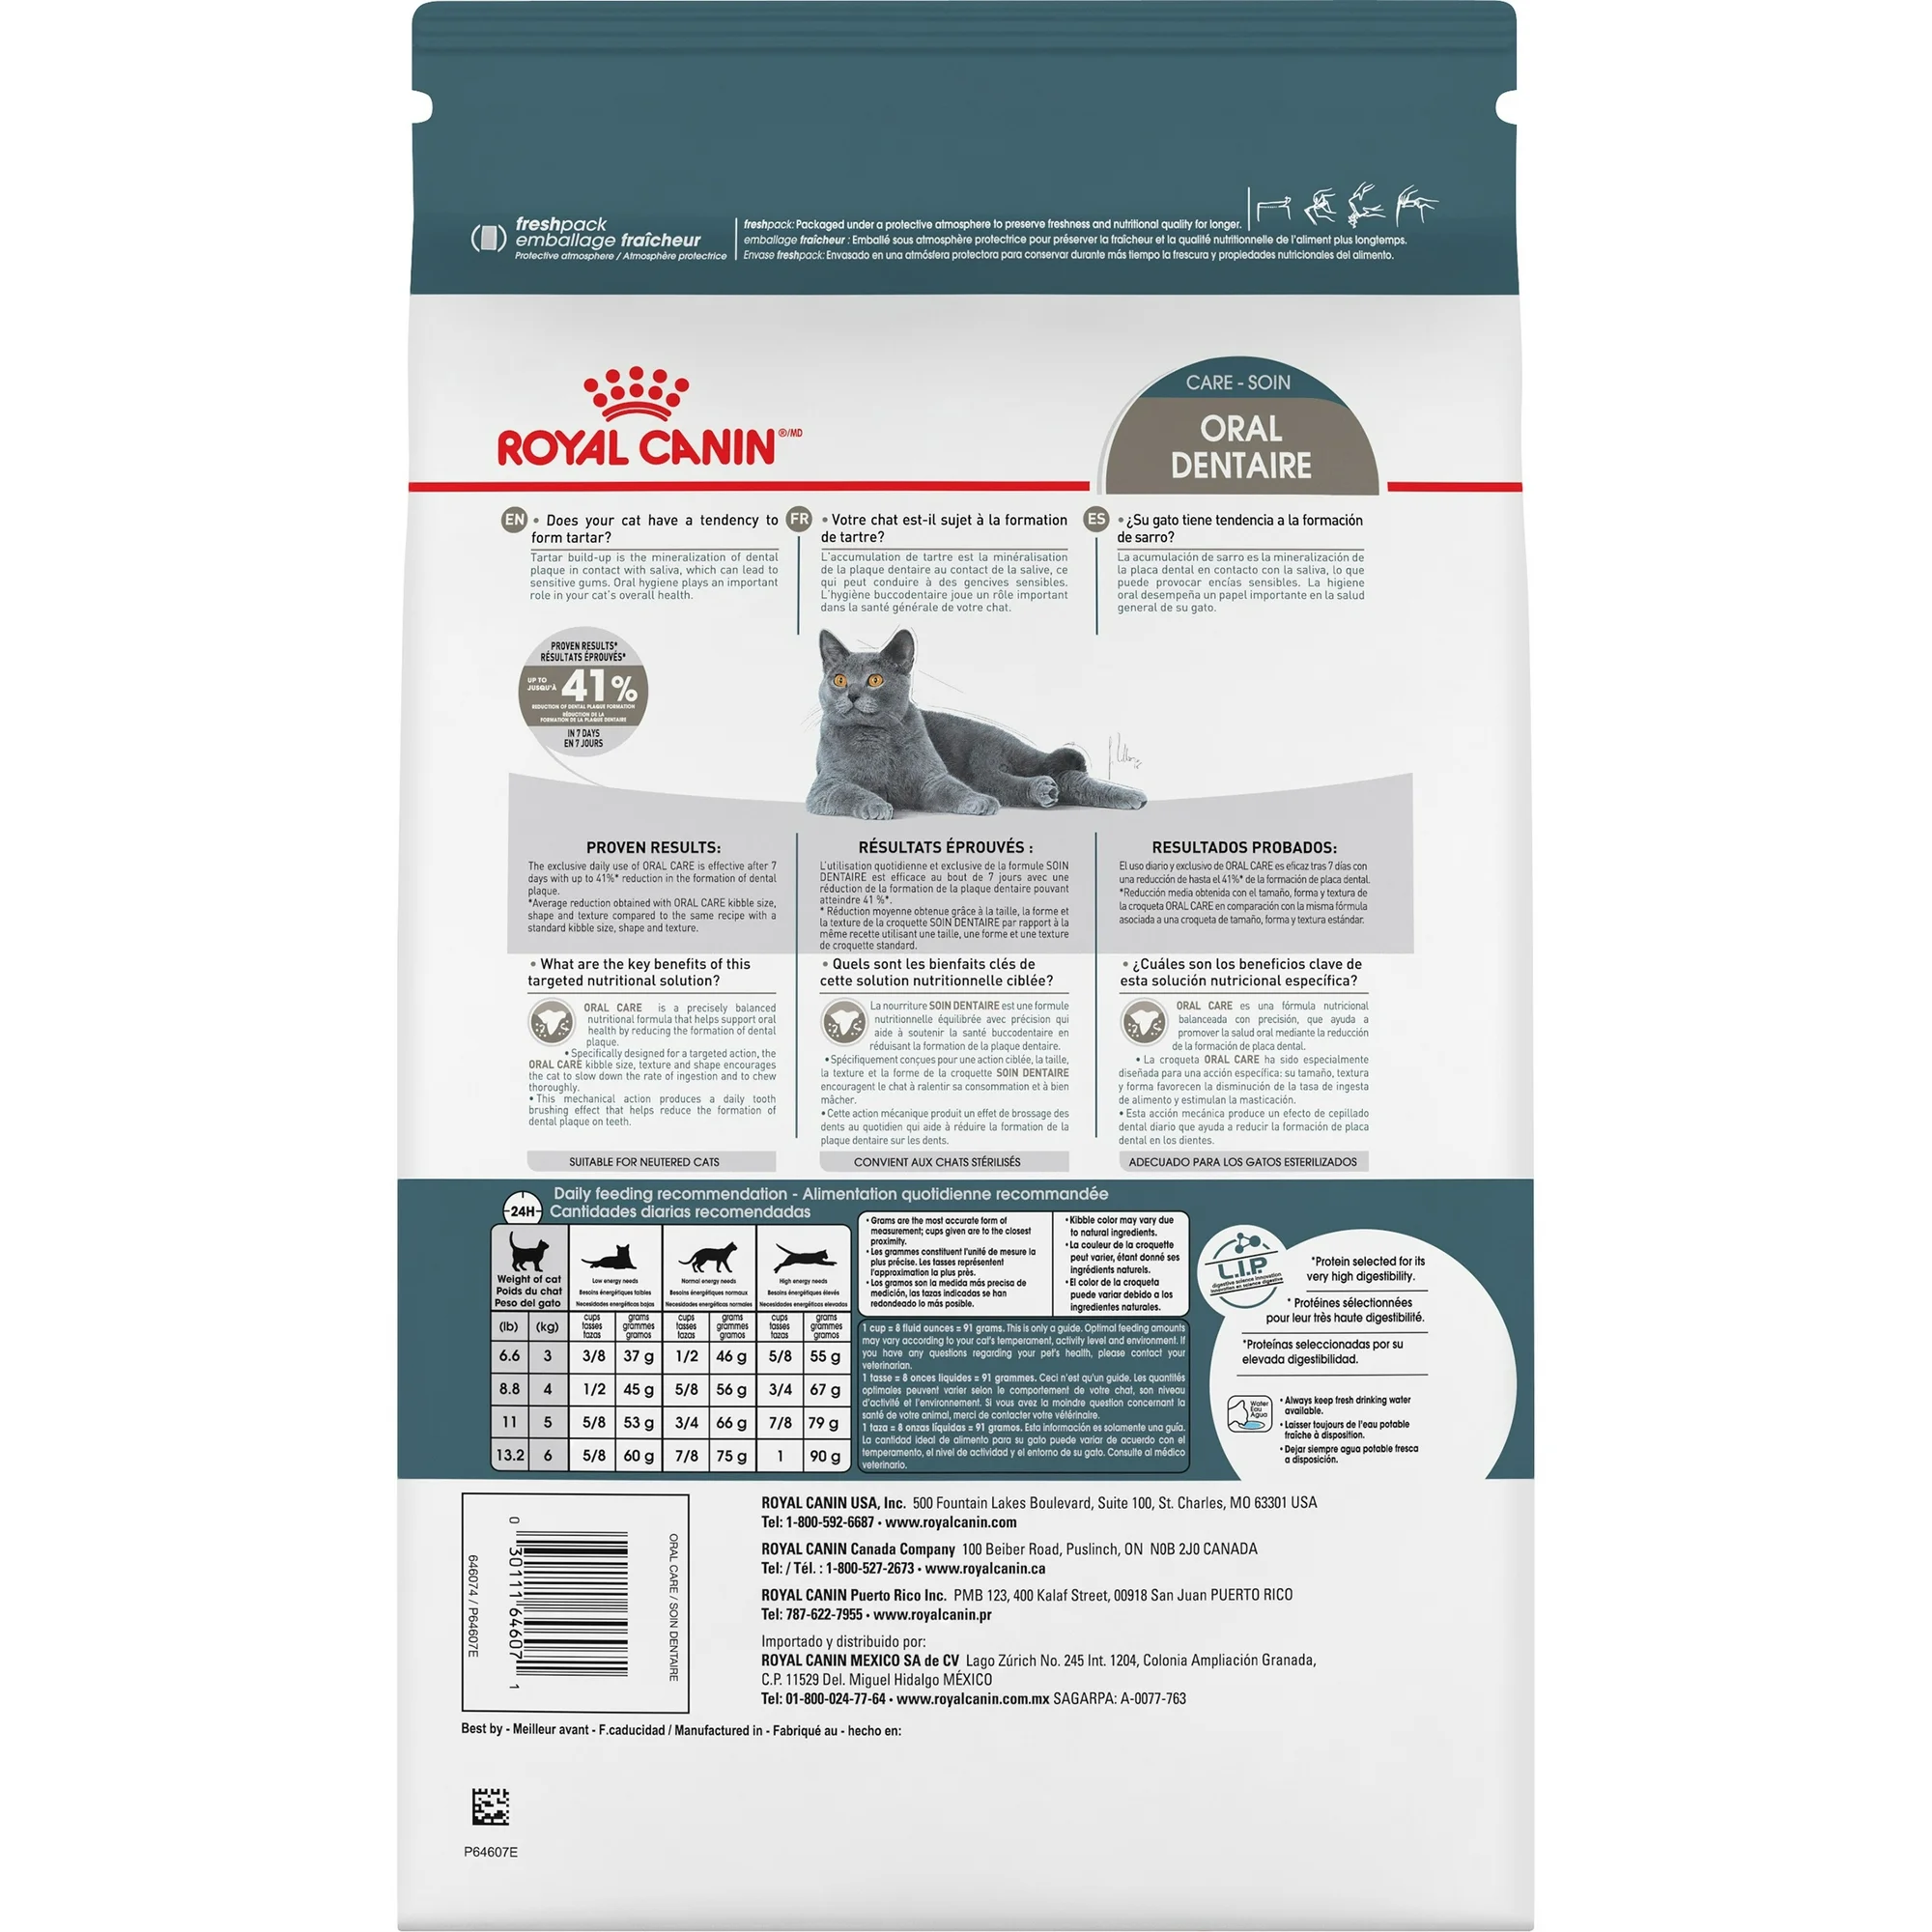 freshpack
emballage fraîcheur
Protective atmosphere / Atmosphère protectrice
freshpack: Packaged under a protective atmosphere to preserve freshness and nutritional quality for longer.
emballage fraîcheur : Emballé sous atmosphère protectrice pour préserver la fraîcheur et la qualité nutritionnelle de l'aliment plus longtemps.
Envase freshpack: Envasado en una atmósfera protectora para conservar durante más tiempo la frescura y propiedades nutricionales del alimento.
ROYAL CANIN®/MD
CARE - SOIN
ORAL
DENTAIRE
EN • Does your cat have a tendency to
form tartar?
Tartar build-up is the mineralization of dental
plaque in contact with saliva, which can lead to
sensitive gums. Oral hygiene plays an important
role in your cat's overall health.
FR • Votre chat est-il sujet à la formation
de tartre?
L'accumulation de tartre est la minéralisation
de la plaque dentaire au contact de la salive, ce
qui peut conduire à des gencives sensibles.
L'hygiène buccodentaire joue un rôle important
dans la santé générale de votre chat.
ES • ¿Su gato tiene tendencia a la formación
de sarro?
La acumulación de sarro es la mineralización de
la placa dental en contacto con la saliva, lo que
puede provocar encías sensibles. La higiene
oral desempeña un papel importante en la salud
general de su gato.
PROVEN RESULTS*
RÉSULTATS ÉPROUVÉS*
UP TO
JUSQU'À
41%
REDUCTION OF DENTAL PLAQUE FORMATION
RÉDUCTION DE LA
FORMATION DE LA PLAQUE DENTAIRE
IN 7 DAYS
EN 7 JOURS
PROVEN RESULTS:
The exclusive daily use of ORAL CARE is effective after 7
days with up to 41%* reduction in the formation of dental
plaque.
*Average reduction obtained with ORAL CARE kibble size,
shape and texture compared to the same recipe with a
standard kibble size, shape and texture.
RÉSULTATS ÉPROUVÉS :
L'utilisation quotidienne et exclusive de la formule SOIN
DENTAIRE est efficace au bout de 7 jours avec une
réduction de la formation de la plaque dentaire pouvant
atteindre 41 %*.
* Réduction moyenne obtenue grâce à la taille, la forme et
la texture de la croquette SOIN DENTAIRE par rapport à la
même recette utilisant une taille, une forme et une texture
de croquette standard.
RESULTADOS PROBADOS:
El uso diario y exclusivo de ORAL CARE es eficaz tras 7 días con
una reducción de hasta el 41%* de la formación de placa dental.
*Reducción media obtenida con el tamaño, forma y textura de
la croqueta ORAL CARE en comparación con la misma fórmula
asociada a una croqueta de tamaño, forma y textura estándar.
• What are the key benefits of this
targeted nutritional solution?
ORAL CARE is a precisely balanced
nutritional formula that helps support oral
health by reducing the formation of dental
plaque.
• Specifically designed for a targeted action, the
ORAL CARE kibble size, texture and shape encourages
the cat to slow down the rate of ingestion and to chew
thoroughly.
• This mechanical action produces a daily tooth
brushing effect that helps reduce the formation of
dental plaque on teeth.
SUITABLE FOR NEUTERED CATS
• Quels sont les bienfaits clés de
cette solution nutritionnelle ciblée?
La nourriture SOIN DENTAIRE est une formule
nutritionnelle équilibrée avec précision qui
aide à soutenir la santé buccodentaire en
réduisant la formation de la plaque dentaire.
• Spécifiquement conçues pour une action ciblée, la taille,
la texture et la forme de la croquette SOIN DENTAIRE
encouragent le chat à ralentir sa consommation et à bien
mâcher.
• Cette action mécanique produit un effet de brossage des
dents au quotidien qui aide à réduire la formation de la
plaque dentaire sur les dents.
CONVIENT AUX CHATS STÉRILISÉS
• ¿Cuáles son los beneficios clave de
esta solución nutricional específica?
ORAL CARE es una fórmula nutricional
balanceada con precisión, que ayuda a
promover la salud oral mediante la reducción
de la formación de placa dental.
• La croqueta ORAL CARE ha sido especialmente
diseñada para una acción específica: su tamaño, textura
y forma favorecen la disminución de la tasa de ingesta
de alimento y estimulan la masticación.
• Esta acción mecánica produce un efecto de cepillado
dental diario que ayuda a reducir la formación de placa
dental en los dientes.
ADECUADO PARA LOS GATOS ESTERILIZADOS
24H
Daily feeding recommendation - Alimentation quotidienne recommandée
Cantidades diarias recomendadas
Weight of cat
Poids du chat
Peso del gato
Low energy needs
Besoins énergétiques faibles
Necesidades energéticas bajas
Normal energy needs
Besoins énergétiques normaux
Necesidades energéticas normales
High energy needs
Besoins énergétiques élevés
Necesidades energéticas elevadas
(lb) (kg) cups tasses tazas grams grammes gramos cups tasses tazas grams grammes gramos cups tasses tazas grams grammes gramos
6.6 3 3/8 37 g 1/2 46 g 5/8 55 g
8.8 4 1/2 45 g 5/8 56 g 3/4 67 g
11 5 5/8 53 g 3/4 66 g 7/8 79 g
13.2 6 5/8 60 g 7/8 75 g 1 90 g
• Grams are the most accurate form of
measurement; cups given are to the closest
proximity.
• Les grammes constituent l'unité de mesure la
plus précise. Les tasses représentent
l'approximation la plus près.
• Los gramos son la medida más precisa de
medición, las tazas indicadas se han
redondeado lo más posible.
• Kibble color may vary due
to natural ingredients.
• La couleur de la croquette
peut varier, étant donné ses
ingrédients naturels.
• El color de la croqueta
puede variar debido a los
ingredientes naturales.
1 cup = 8 fluid ounces = 91 grams. This is only a guide. Optimal feeding amounts
may vary according to your cat's temperament, activity level and environment. If
you have any questions regarding your pet's health, please contact your
veterinarian.
1 tasse = 8 onces liquides = 91 grammes. Ceci n'est qu'un guide. Les quantités
optimales peuvent varier selon le comportement de votre chat, son niveau
d'activité et l'environnement. Si vous avez la moindre question concernant la
santé de votre animal, merci de contacter votre vétérinaire.
1 taza = 8 onzas líquidas = 91 gramos. Esta información es solamente una guía.
La cantidad ideal de alimento para su gato puede variar de acuerdo con el
temperamento, el nivel de actividad y el entorno de su gato. Consulte al médico
veterinario.
L.I.P.
digestive science innovation
innovation en science digestive
*Protein selected for its
very high digestibility.
* Protéines sélectionnées
pour leur très haute digestibilité.
*Proteínas seleccionadas por su
elevada digestibilidad.
Water
Eau
Agua
• Always keep fresh drinking water
available.
• Laisser toujours de l'eau potable
fraîche à disposition.
• Dejar siempre agua potable fresca
a disposición.
646074 / P64607E
0 30111 64607 1
ORAL CARE / SOIN DENTAIRE
ROYAL CANIN USA, Inc. 500 Fountain Lakes Boulevard, Suite 100, St. Charles, MO 63301 USA
Tel: 1-800-592-6687 • www.royalcanin.com
ROYAL CANIN Canada Company 100 Beiber Road, Puslinch, ON N0B 2J0 CANADA
Tel: / Tél. : 1-800-527-2673 • www.royalcanin.ca
ROYAL CANIN Puerto Rico Inc. PMB 123, 400 Kalaf Street, 00918 San Juan PUERTO RICO
Tel: 787-622-7955 • www.royalcanin.pr
Importado y distribuido por:
ROYAL CANIN MEXICO SA de CV Lago Zúrich No. 245 Int. 1204, Colonia Ampliación Granada,
C.P. 11529 Del. Miguel Hidalgo MÉXICO
Tel: 01-800-024-77-64 • www.royalcanin.com.mx SAGARPA: A-0077-763
Best by - Meilleur avant - F.caducidad / Manufactured in - Fabriqué au - hecho en:
P64607E